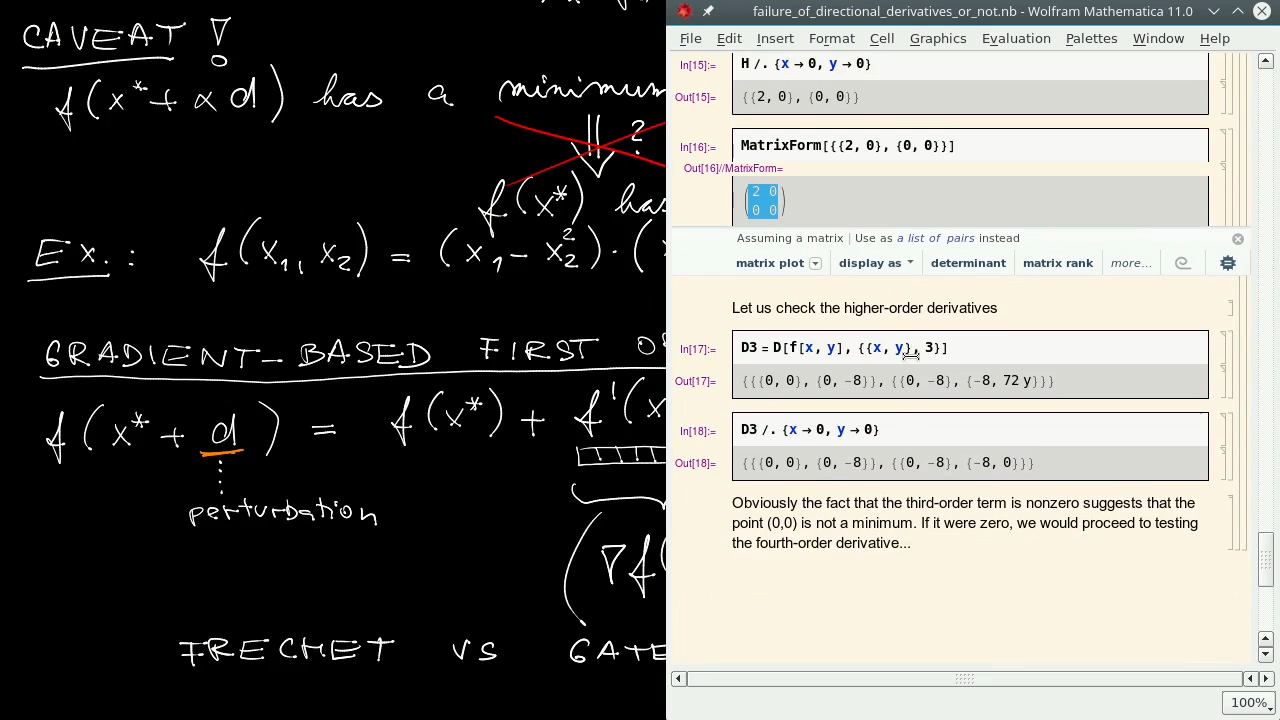 CAVEAT !
f(x* + α d) has a minimum
?
f(x*) has
Ex.: f(x₁, x₂) = (x₁ - x₂²)·(
GRADIENT-BASED FIRST
f(x* + d) = f(x*) + f'(x
perturbation
(∇f(
FRECHET VS GATE
failure_of_directional_derivatives_or_not.nb - Wolfram Mathematica 11.0
File Edit Insert Format Cell Graphics Evaluation Palettes Window Help
In[15]:= H /. {x → 0, y → 0}
Out[15]= {{2, 0}, {0, 0}}
In[16]:= MatrixForm[{{2, 0}, {0, 0}}]
Out[16]//MatrixForm=
2 0
0 0
Assuming a matrix | Use as a list of pairs instead
matrix plot display as determinant matrix rank more...
Let us check the higher-order derivatives
In[17]:= D3 = D[f[x, y], {{x, y}, 3}]
Out[17]= {{{0, 0}, {0, -8}}, {{0, -8}, {-8, 72 y}}}
In[18]:= D3 /. {x → 0, y → 0}
Out[18]= {{{0, 0}, {0, -8}}, {{0, -8}, {-8, 0}}}
Obviously the fact that the third-order term is nonzero suggests that the
point (0,0) is not a minimum. If it were zero, we would proceed to testing
the fourth-order derivative...
100%